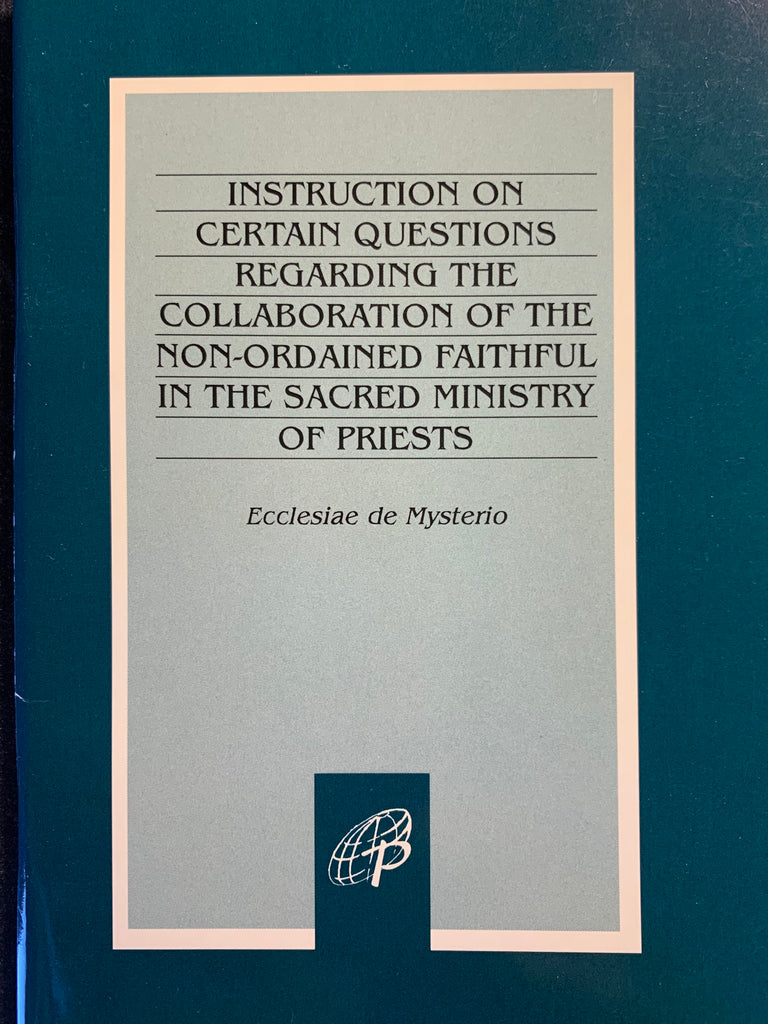 INSTRUCTION ON
CERTAIN QUESTIONS
REGARDING THE
COLLABORATION OF THE
NON-ORDAINED FAITHFUL
IN THE SACRED MINISTRY
OF PRIESTS
Ecclesiae de Mysterio